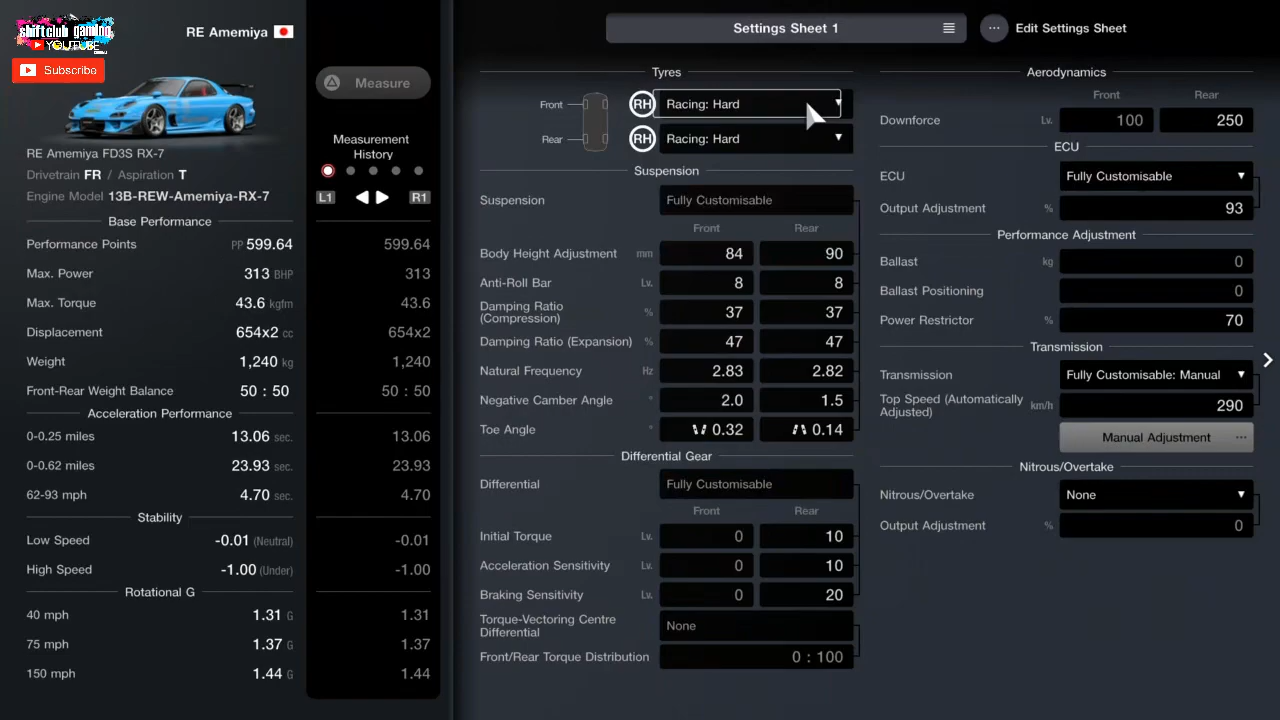 shiftclub gaming
YOUTUBE
.COM/
Subscribe
RE Amemiya
RE Amemiya FD3S RX-7
Drivetrain FR / Aspiration T
Engine Model 13B-REW-Amemiya-RX-7
Base Performance
Performance Points PP 599.64
Max. Power 313 BHP
Max. Torque 43.6 kgfm
Displacement 654x2 cc
Weight 1,240 kg
Front-Rear Weight Balance 50 : 50
Acceleration Performance
0-0.25 miles 13.06 sec.
0-0.62 miles 23.93 sec.
62-93 mph 4.70 sec.
Stability
Low Speed -0.01 (Neutral)
High Speed -1.00 (Under)
Rotational G
40 mph 1.31 G
75 mph 1.37 G
150 mph 1.44 G
Measure
Measurement
History
L1 R1
599.64
313
43.6
654x2
1,240
50 : 50
13.06
23.93
4.70
-0.01
-1.00
1.31
1.37
1.44
Settings Sheet 1
Edit Settings Sheet
Tyres
Front RH Racing: Hard
Rear RH Racing: Hard
Suspension
Suspension Fully Customisable
Front Rear
Body Height Adjustment mm 84 90
Anti-Roll Bar Lv. 8 8
Damping Ratio
(Compression) % 37 37
Damping Ratio (Expansion) % 47 47
Natural Frequency Hz 2.83 2.82
Negative Camber Angle ° 2.0 1.5
Toe Angle ° 0.32 0.14
Differential Gear
Differential Fully Customisable
Front Rear
Initial Torque Lv. 0 10
Acceleration Sensitivity Lv. 0 10
Braking Sensitivity Lv. 0 20
Torque-Vectoring Centre
Differential None
Front/Rear Torque Distribution 0 : 100
Aerodynamics
Front Rear
Downforce Lv. 100 250
ECU
ECU Fully Customisable
Output Adjustment % 93
Performance Adjustment
Ballast kg 0
Ballast Positioning 0
Power Restrictor % 70
Transmission
Transmission Fully Customisable: Manual
Top Speed (Automatically
Adjusted) km/h 290
Manual Adjustment
Nitrous/Overtake
Nitrous/Overtake None
Output Adjustment % 0